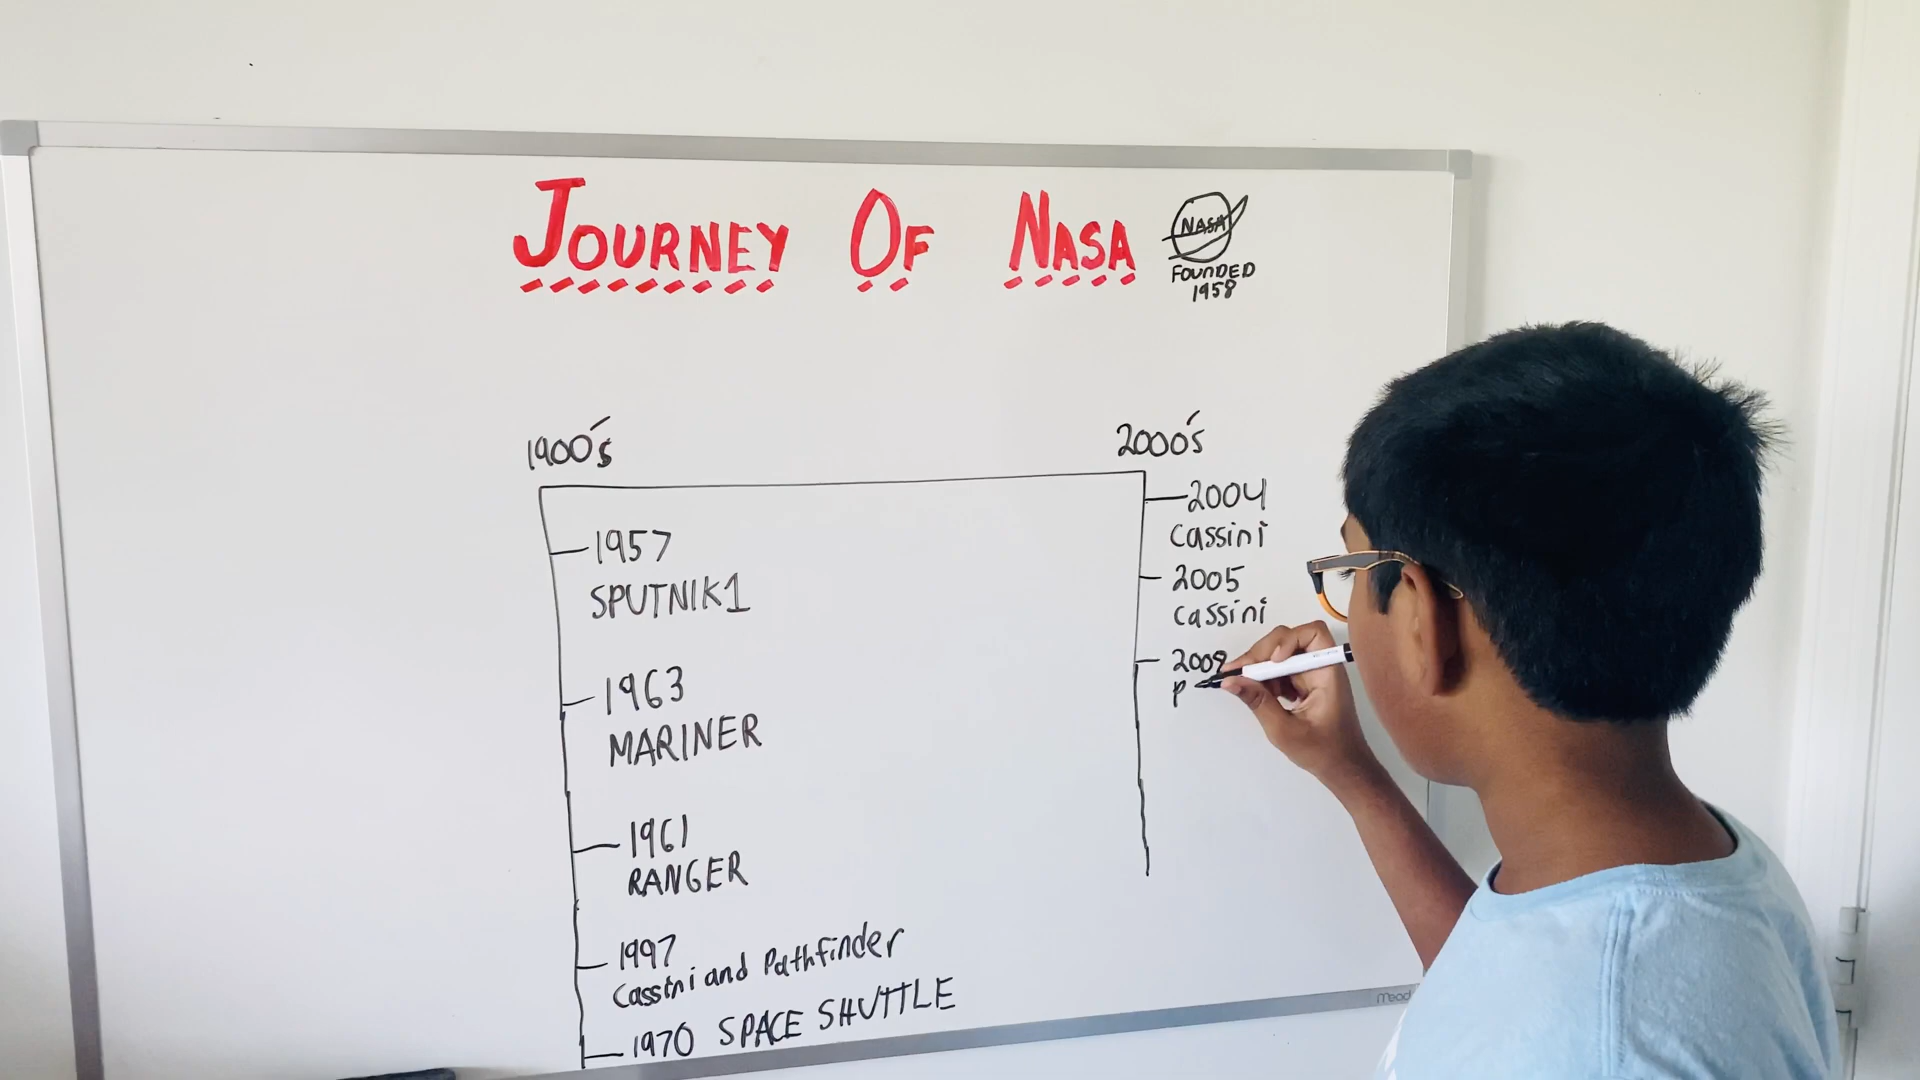 JOURNEY OF NASA
NASA
FOUNDED
1958
1900's
1957
SPUTNIK1
1963
MARINER
1961
RANGER
1997
Cassini and Pathfinder
1970 SPACE SHUTTLE
2000's
2004
Cassini
2005
Cassini
2009
P
Mead